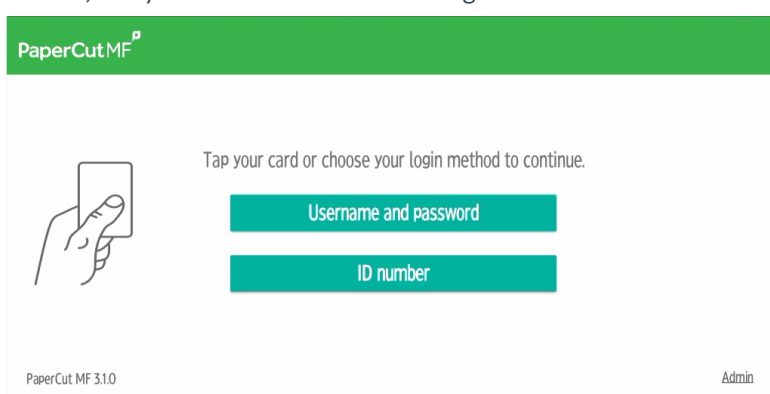 PaperCut MF
Tap your card or choose your login method to continue.
Username and password
ID number
PaperCut MF 3.1.0
Admin